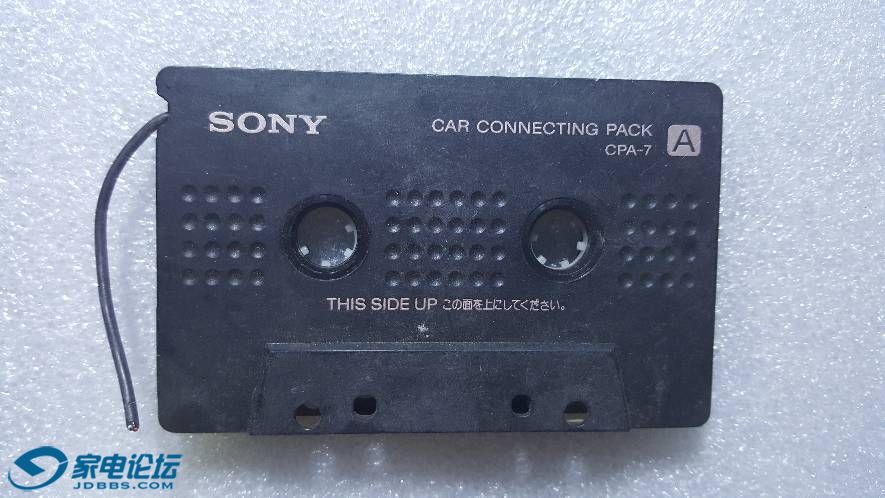 SONY
CAR CONNECTING PACK
CPA-7
A
THIS SIDE UP この面を上にしてください。
家电论坛
JDBBS.COM